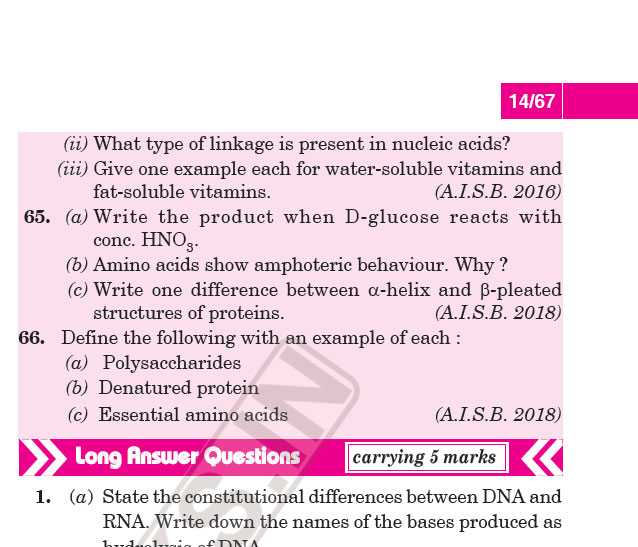 14/67
(ii) What type of linkage is present in nucleic acids?
(iii) Give one example each for water-soluble vitamins and
fat-soluble vitamins. (A.I.S.B. 2016)
65. (a) Write the product when D-glucose reacts with
conc. HNO₃.
(b) Amino acids show amphoteric behaviour. Why ?
(c) Write one difference between α-helix and β-pleated
structures of proteins. (A.I.S.B. 2018)
66. Define the following with an example of each :
(a) Polysaccharides
(b) Denatured protein
(c) Essential amino acids (A.I.S.B. 2018)
Long Answer Questions carrying 5 marks
1. (a) State the constitutional differences between DNA and
RNA. Write down the names of the bases produced as
hydrolysis of DNA